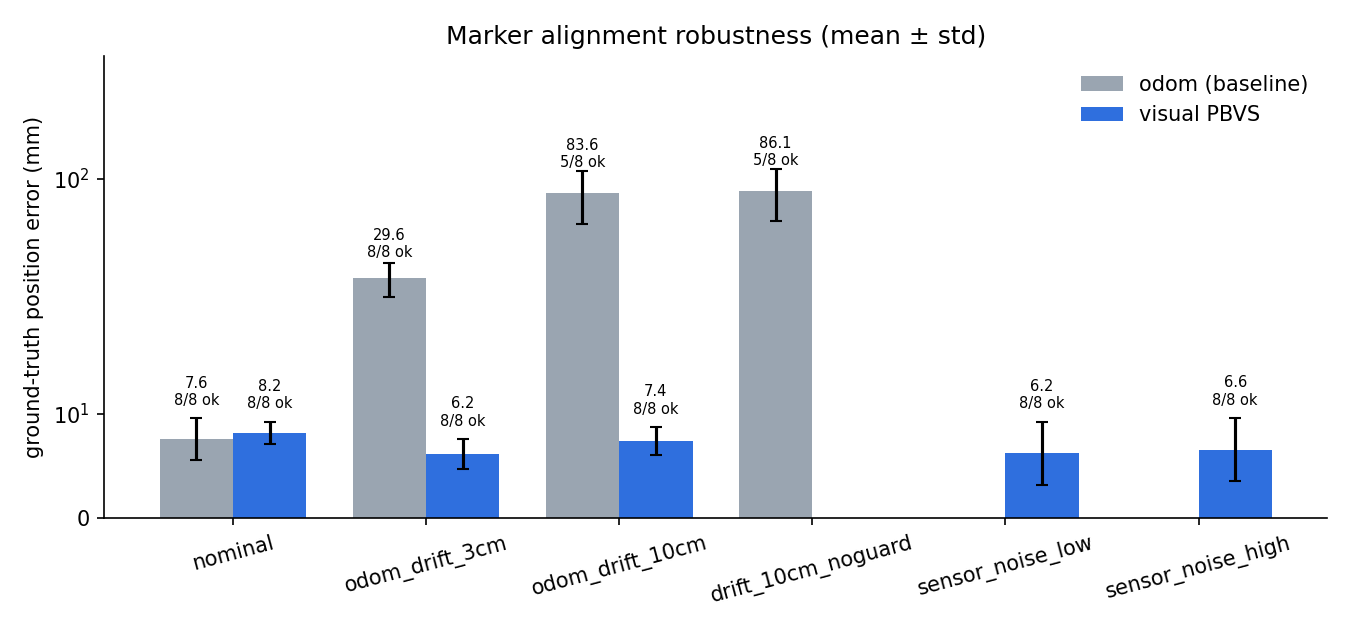 Marker alignment robustness (mean ± std)
odom (baseline)
visual PBVS
ground-truth position error (mm)
10²
10¹
0
7.6
8/8 ok
8.2
8/8 ok
29.6
8/8 ok
6.2
8/8 ok
83.6
5/8 ok
7.4
8/8 ok
86.1
5/8 ok
6.2
8/8 ok
6.6
8/8 ok
nominal
odom_drift_3cm
odom_drift_10cm
drift_10cm_noguard
sensor_noise_low
sensor_noise_high